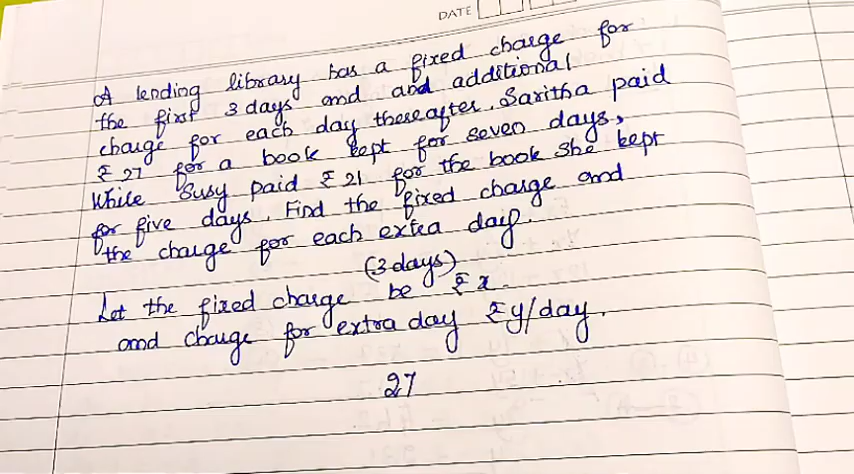 DATE
A lending library has a fixed charge for
the first 3 days and and additional
charge for each day thereafter. Saritha paid
₹ 27 for a book kept for seven days,
While Susy paid ₹ 21 for the book she kept
for five days. Find the fixed charge and
the charge for each extra day.
(3 days)
Let the fixed charge be ₹ x.
and charge for extra day ₹ y/day.
27